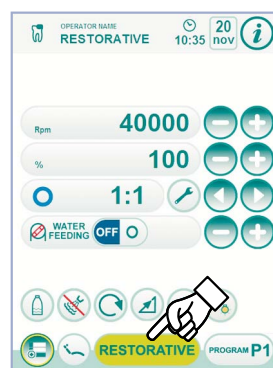 OPERATOR NAME
RESTORATIVE
10:35
20
nov
i
Rpm
40000
%
100
1:1
WATER
FEEDING
OFF
RESTORATIVE
PROGRAM P1